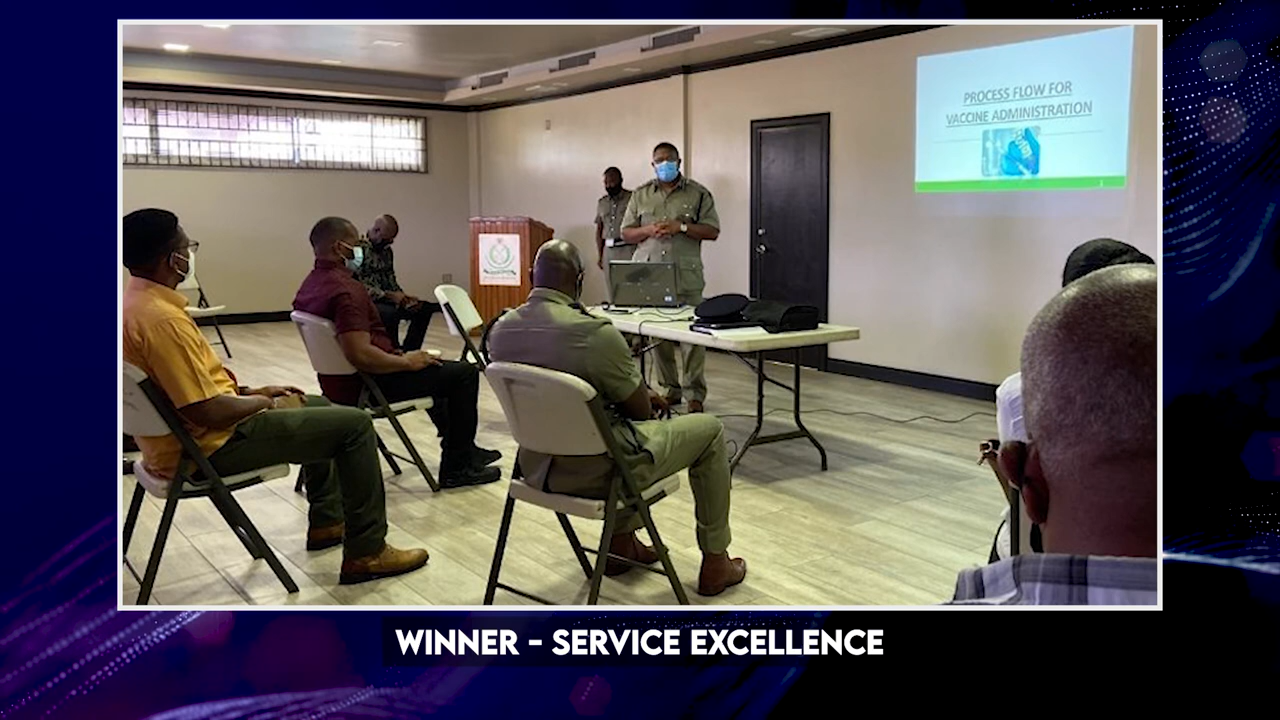 PROCESS FLOW FOR
VACCINE ADMINISTRATION
WINNER - SERVICE EXCELLENCE